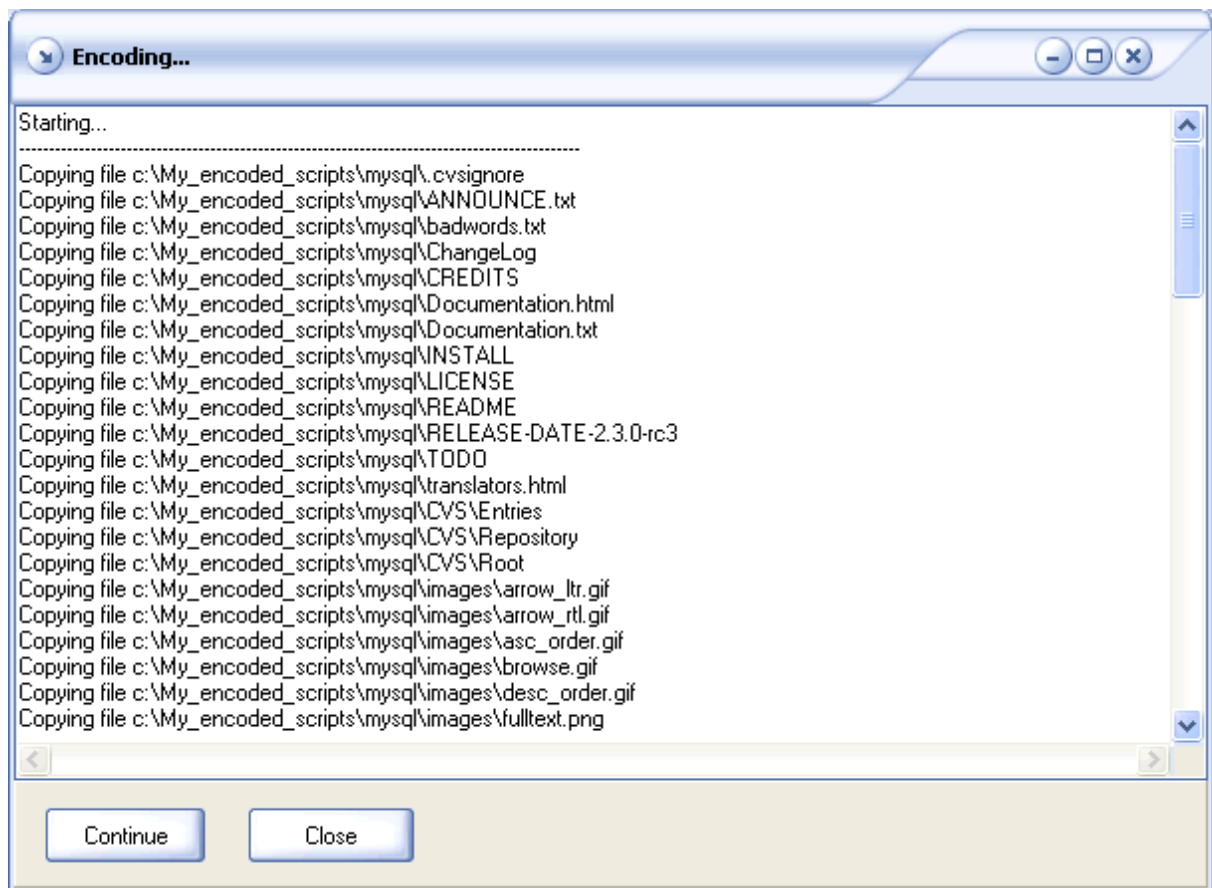 Encoding...
Starting...
--------------------------------------------------------------------------------------------
Copying file c:\My_encoded_scripts\mysql\.cvsignore
Copying file c:\My_encoded_scripts\mysql\ANNOUNCE.txt
Copying file c:\My_encoded_scripts\mysql\badwords.txt
Copying file c:\My_encoded_scripts\mysql\ChangeLog
Copying file c:\My_encoded_scripts\mysql\CREDITS
Copying file c:\My_encoded_scripts\mysql\Documentation.html
Copying file c:\My_encoded_scripts\mysql\Documentation.txt
Copying file c:\My_encoded_scripts\mysql\INSTALL
Copying file c:\My_encoded_scripts\mysql\LICENSE
Copying file c:\My_encoded_scripts\mysql\README
Copying file c:\My_encoded_scripts\mysql\RELEASE-DATE-2.3.0-rc3
Copying file c:\My_encoded_scripts\mysql\TODO
Copying file c:\My_encoded_scripts\mysql\translators.html
Copying file c:\My_encoded_scripts\mysql\CVS\Entries
Copying file c:\My_encoded_scripts\mysql\CVS\Repository
Copying file c:\My_encoded_scripts\mysql\CVS\Root
Copying file c:\My_encoded_scripts\mysql\images\arrow_ltr.gif
Copying file c:\My_encoded_scripts\mysql\images\arrow_rtl.gif
Copying file c:\My_encoded_scripts\mysql\images\asc_order.gif
Copying file c:\My_encoded_scripts\mysql\images\browse.gif
Copying file c:\My_encoded_scripts\mysql\images\desc_order.gif
Copying file c:\My_encoded_scripts\mysql\images\fulltext.png
Continue Close